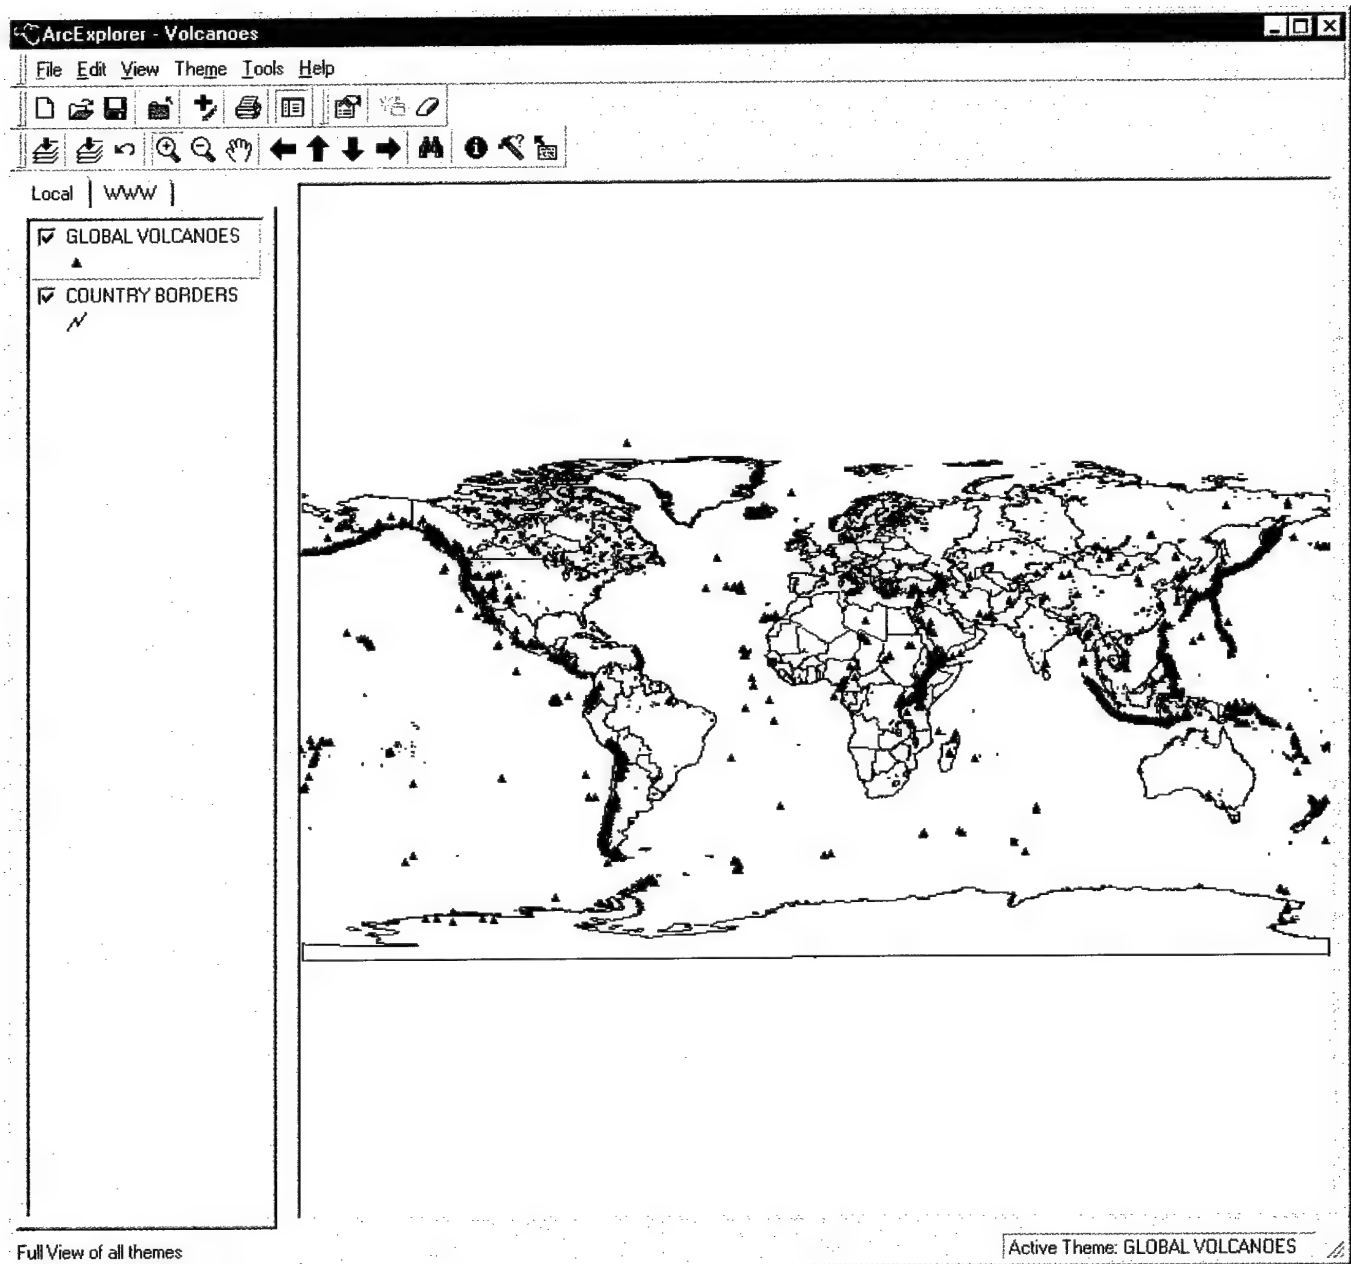 ArcExplorer - Volcanoes
File Edit View Theme Tools Help
Local WWW
GLOBAL VOLCANOES
COUNTRY BORDERS
Full View of all themes
Active Theme: GLOBAL VOLCANOES